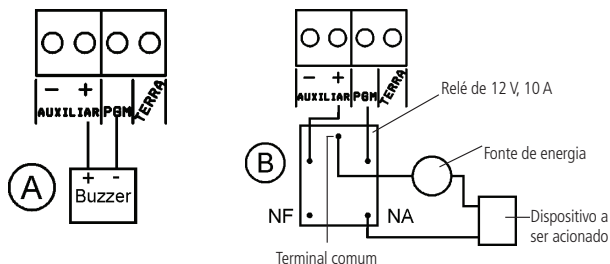 − +
AUXILIAR PGM TERRA
A
+ -
Buzzer
− +
AUXILIAR PGM TERRA
Relé de 12 V, 10 A
B
Fonte de energia
NF
NA
Dispositivo a
ser acionado
Terminal comum